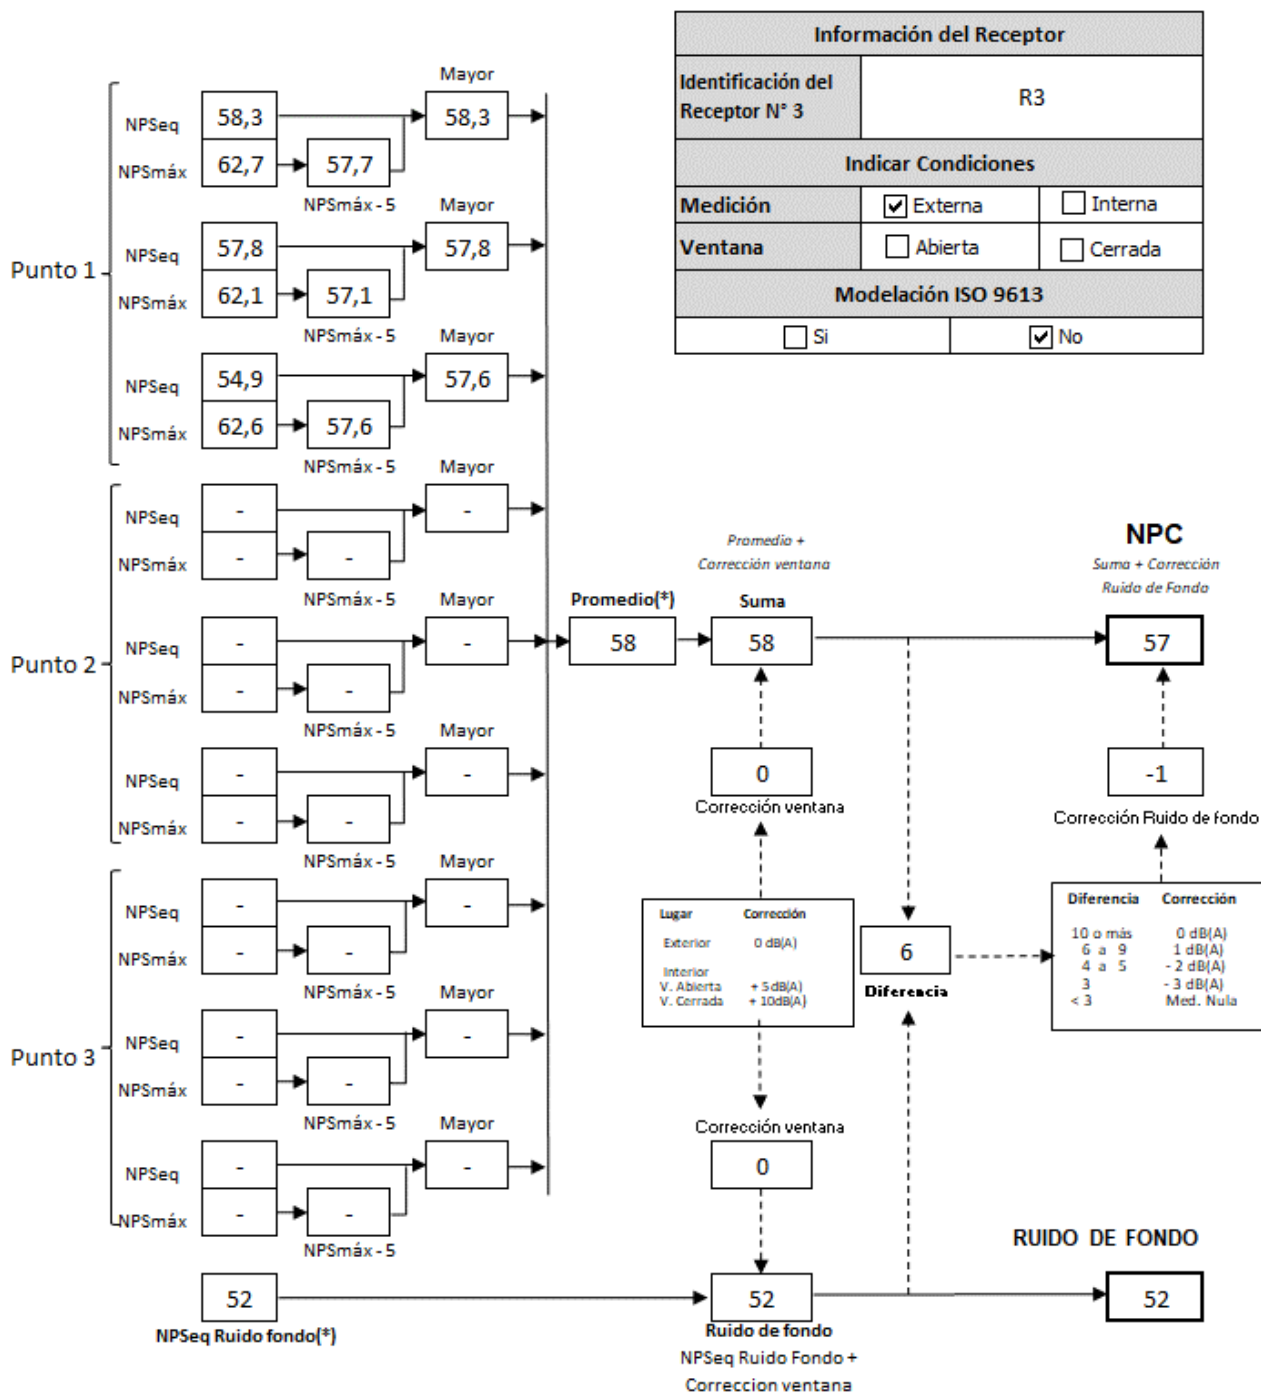 Información del Receptor
Identificación del Receptor N° 3
R3
Indicar Condiciones
Medición
Externa
Interna
Ventana
Abierta
Cerrada
Modelación ISO 9613
Si
No
Punto 1
NPSeq
58,3
Mayor
58,3
NPSmáx
62,7
57,7
NPSmáx - 5
NPSeq
57,8
Mayor
57,8
NPSmáx
62,1
57,1
NPSmáx - 5
NPSeq
54,9
Mayor
57,6
NPSmáx
62,6
57,6
NPSmáx - 5
Punto 2
NPSeq
-
Mayor
-
NPSmáx
-
-
NPSmáx - 5
NPSeq
-
Mayor
-
NPSmáx
-
-
NPSmáx - 5
NPSeq
-
Mayor
-
NPSmáx
-
-
NPSmáx - 5
Punto 3
NPSeq
-
Mayor
-
NPSmáx
-
-
NPSmáx - 5
NPSeq
-
Mayor
-
NPSmáx
-
-
NPSmáx - 5
NPSeq
-
Mayor
-
NPSmáx
-
-
NPSmáx - 5
Promedio(*)
58
Promedio +
Corrección ventana
Suma
58
0
Corrección ventana
NPC
Suma + Corrección
Ruido de Fondo
57
-1
Corrección Ruido de fondo
Lugar Corrección
Exterior 0 dB(A)
Interior
V. Abierta + 5dB(A)
V. Cerrada + 10dB(A)
6
Diferencia
Diferencia Corrección
10 o más 0 dB(A)
6 a 9 1 dB(A)
4 a 5 - 2 dB(A)
3 - 3 dB(A)
< 3 Med. Nula
Corrección ventana
0
52
NPSeq Ruido fondo(*)
52
Ruido de fondo
NPSeq Ruido Fondo +
Correccion ventana
RUIDO DE FONDO
52